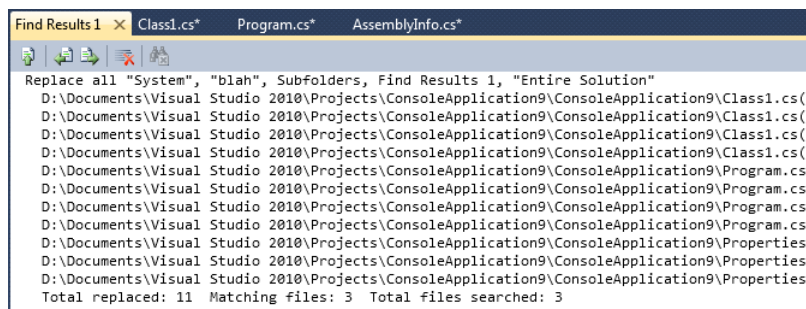 Find Results 1 Class1.cs* Program.cs* AssemblyInfo.cs*
Replace all "System", "blah", Subfolders, Find Results 1, "Entire Solution"
D:\Documents\Visual Studio 2010\Projects\ConsoleApplication9\ConsoleApplication9\Class1.cs(
D:\Documents\Visual Studio 2010\Projects\ConsoleApplication9\ConsoleApplication9\Class1.cs(
D:\Documents\Visual Studio 2010\Projects\ConsoleApplication9\ConsoleApplication9\Class1.cs(
D:\Documents\Visual Studio 2010\Projects\ConsoleApplication9\ConsoleApplication9\Class1.cs(
D:\Documents\Visual Studio 2010\Projects\ConsoleApplication9\ConsoleApplication9\Program.cs
D:\Documents\Visual Studio 2010\Projects\ConsoleApplication9\ConsoleApplication9\Program.cs
D:\Documents\Visual Studio 2010\Projects\ConsoleApplication9\ConsoleApplication9\Program.cs
D:\Documents\Visual Studio 2010\Projects\ConsoleApplication9\ConsoleApplication9\Program.cs
D:\Documents\Visual Studio 2010\Projects\ConsoleApplication9\ConsoleApplication9\Properties
D:\Documents\Visual Studio 2010\Projects\ConsoleApplication9\ConsoleApplication9\Properties
D:\Documents\Visual Studio 2010\Projects\ConsoleApplication9\ConsoleApplication9\Properties
Total replaced: 11 Matching files: 3 Total files searched: 3